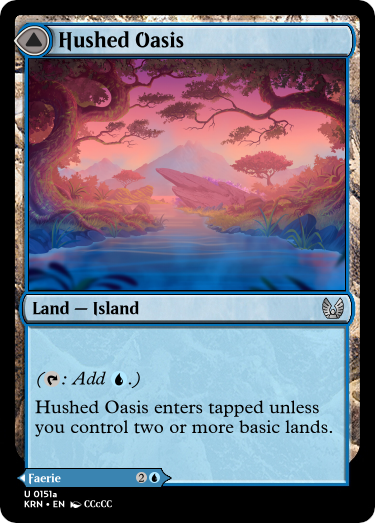 Hushed Oasis
Land — Island
(: Add .)
Hushed Oasis enters tapped unless
you control two or more basic lands.
Faerie 2
U 0151a
KRN • EN CCcCC